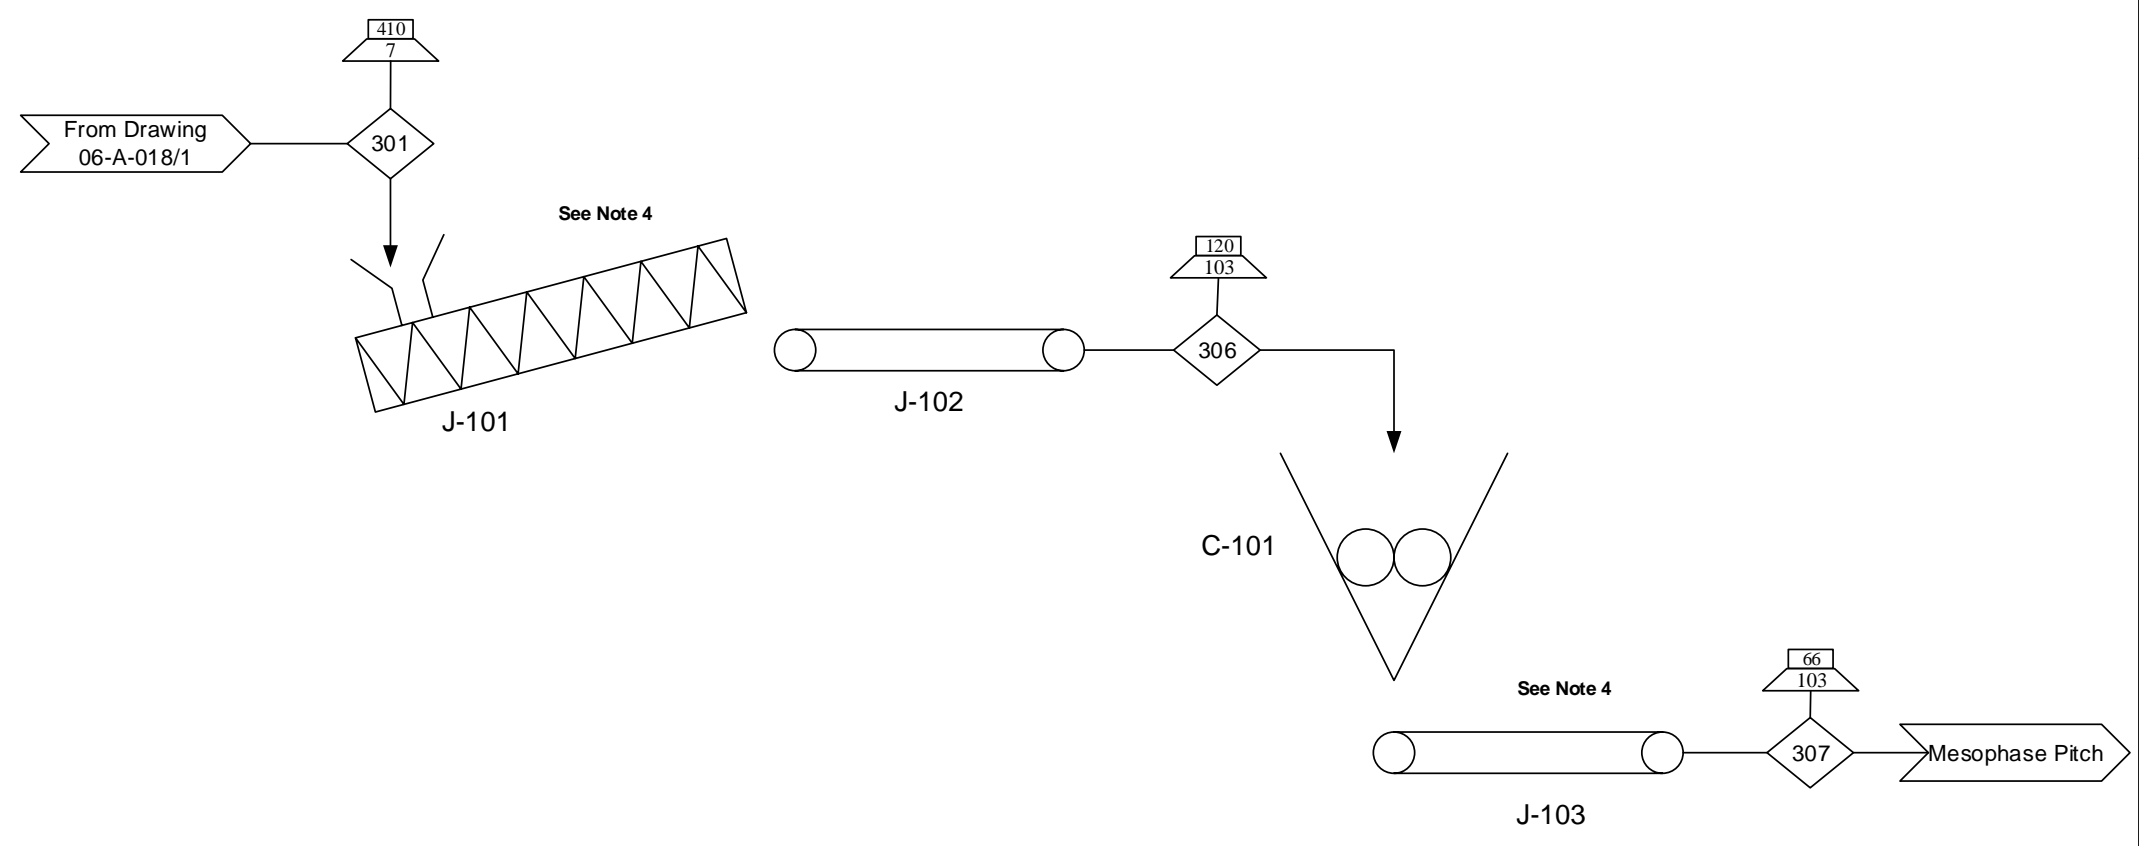 410
7
From Drawing
06-A-018/1
301
See Note 4
J-101
120
103
306
J-102
C-101
See Note 4
66
103
307
Mesophase Pitch
J-103